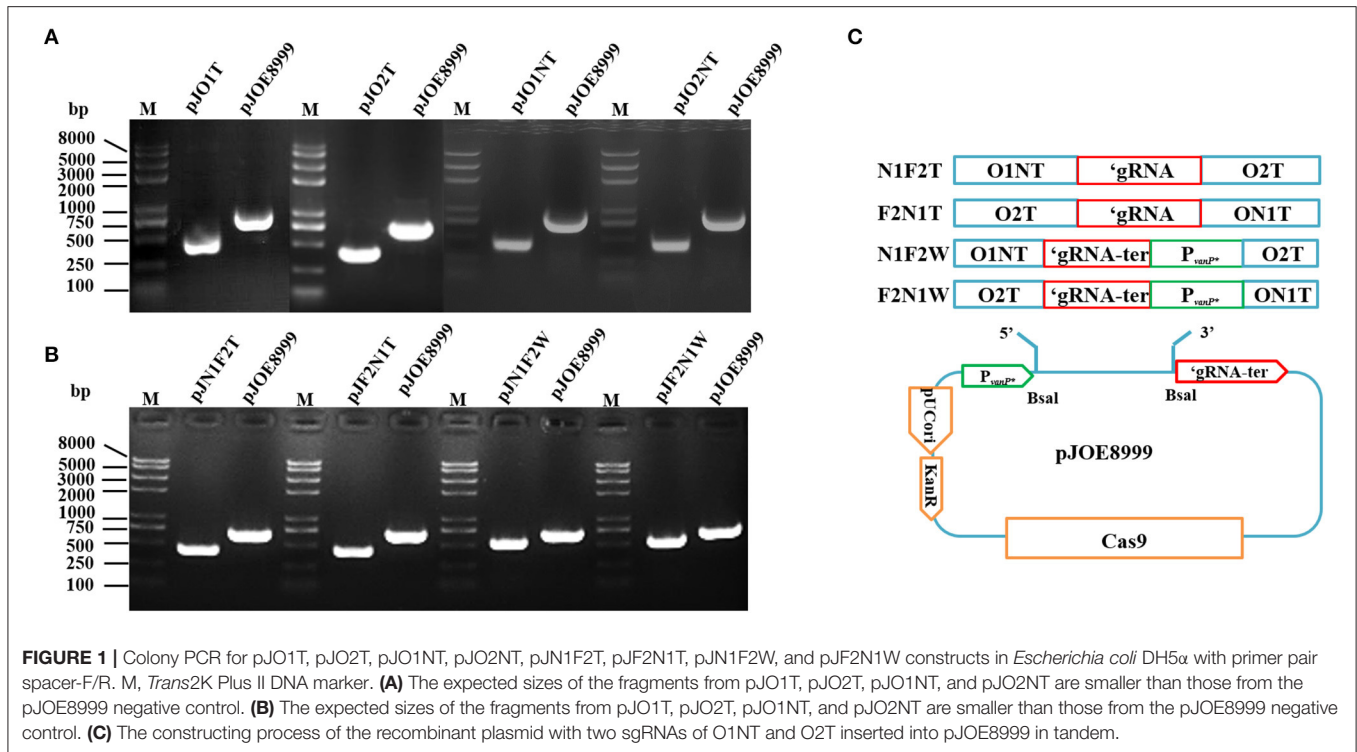 A
bp
M
pJO1T
pJOE8999
M
pJO2T
pJOE8999
M
pJO1NT
pJOE8999
M
pJO2NT
pJOE8999
8000
5000
3000
2000
1000
750
500
250
100
B
bp
M
pJN1F2T
pJOE8999
M
pJF2N1T
pJOE8999
M
pJN1F2W
pJOE8999
M
pJF2N1W
pJOE8999
8000
5000
3000
2000
1000
750
500
250
100
C
N1F2T O1NT ‘gRNA O2T
F2N1T O2T ‘gRNA ON1T
N1F2W O1NT ‘gRNA-ter PvanP* O2T
F2N1W O2T ‘gRNA-ter PvanP* ON1T
5’ 3’
PvanP* ‘gRNA-ter
BsaI BsaI
pUCori
KanR
pJOE8999
Cas9
FIGURE 1 | Colony PCR for pJO1T, pJO2T, pJO1NT, pJO2NT, pJN1F2T, pJF2N1T, pJN1F2W, and pJF2N1W constructs in Escherichia coli DH5α with primer pair
spacer-F/R. M, Trans2K Plus II DNA marker. (A) The expected sizes of the fragments from pJO1T, pJO2T, pJO1NT, and pJO2NT are smaller than those from the
pJOE8999 negative control. (B) The expected sizes of the fragments from pJO1T, pJO2T, pJO1NT, and pJO2NT are smaller than those from the pJOE8999 negative
control. (C) The constructing process of the recombinant plasmid with two sgRNAs of O1NT and O2T inserted into pJOE8999 in tandem.